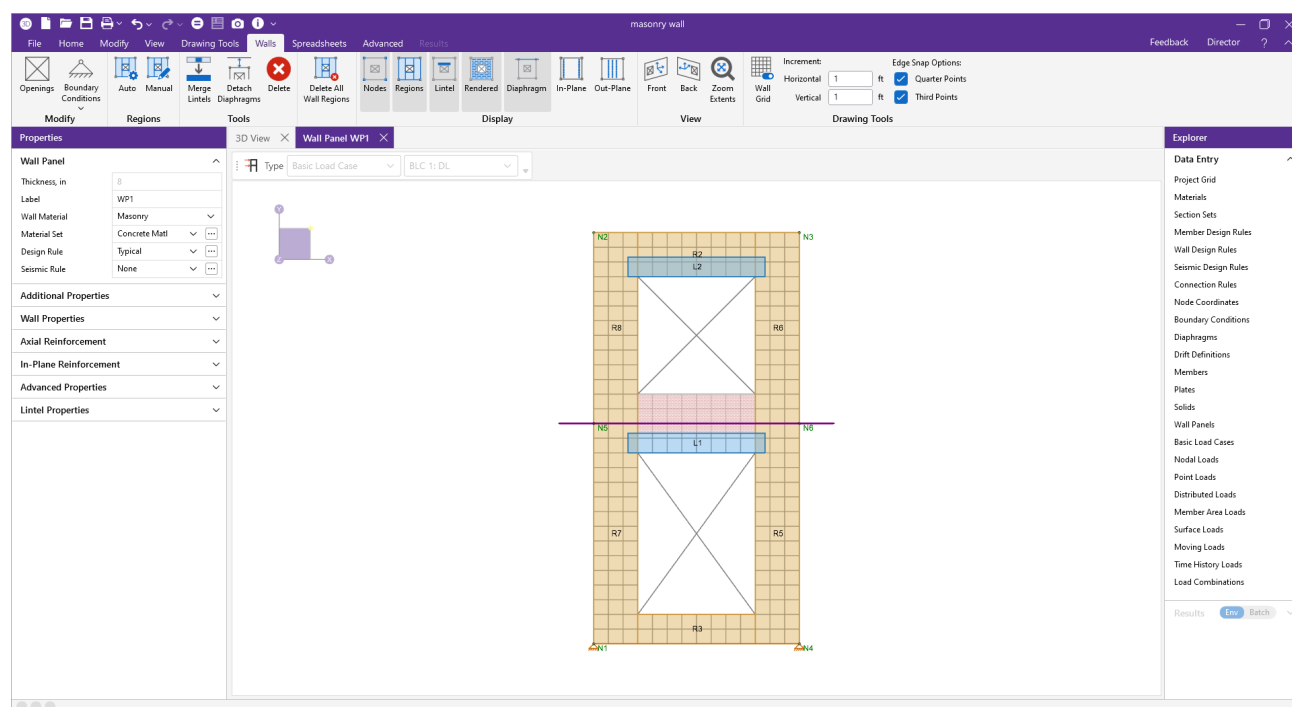 masonry wall
File Home Modify View Drawing Tools Walls Spreadsheets Advanced Results Feedback Director ?
Increment: Edge Snap Options:
Horizontal 1 ft Quarter Points
Vertical 1 ft Third Points
Openings Boundary Conditions Auto Manual Merge Lintels Detach Diaphragms Delete Delete All Wall Regions Nodes Regions Lintel Rendered Diaphragm In-Plane Out-Plane Front Back Zoom Extents Wall Grid
Modify Regions Tools Display View Drawing Tools
Properties
Wall Panel
Thickness, in 8
Label WP1
Wall Material Masonry
Material Set Concrete Matl ...
Design Rule Typical ...
Seismic Rule None ...
Additional Properties
Wall Properties
Axial Reinforcement
In-Plane Reinforcement
Advanced Properties
Lintel Properties
3D View Wall Panel WP1
Type Basic Load Case BLC 1: DL
Y
Z X
N2 N3
R2
L2
R8 R6
N5 N6
L1
R7 R5
R3
N1 N4
Explorer
Data Entry
Project Grid
Materials
Section Sets
Member Design Rules
Wall Design Rules
Seismic Design Rules
Connection Rules
Node Coordinates
Boundary Conditions
Diaphragms
Drift Definitions
Members
Plates
Solids
Wall Panels
Basic Load Cases
Nodal Loads
Point Loads
Distributed Loads
Member Area Loads
Surface Loads
Moving Loads
Time History Loads
Load Combinations
Results Env Batch